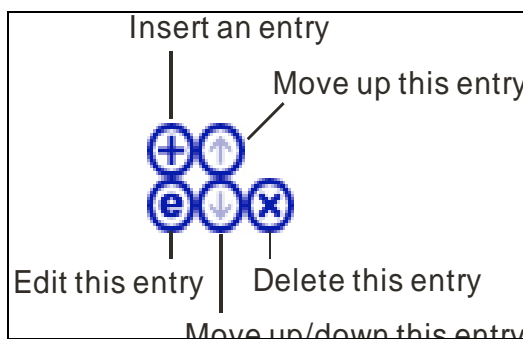 Insert an entry
Move up this entry
+
e
x
Edit this entry
Delete this entry
Move up/down this entry